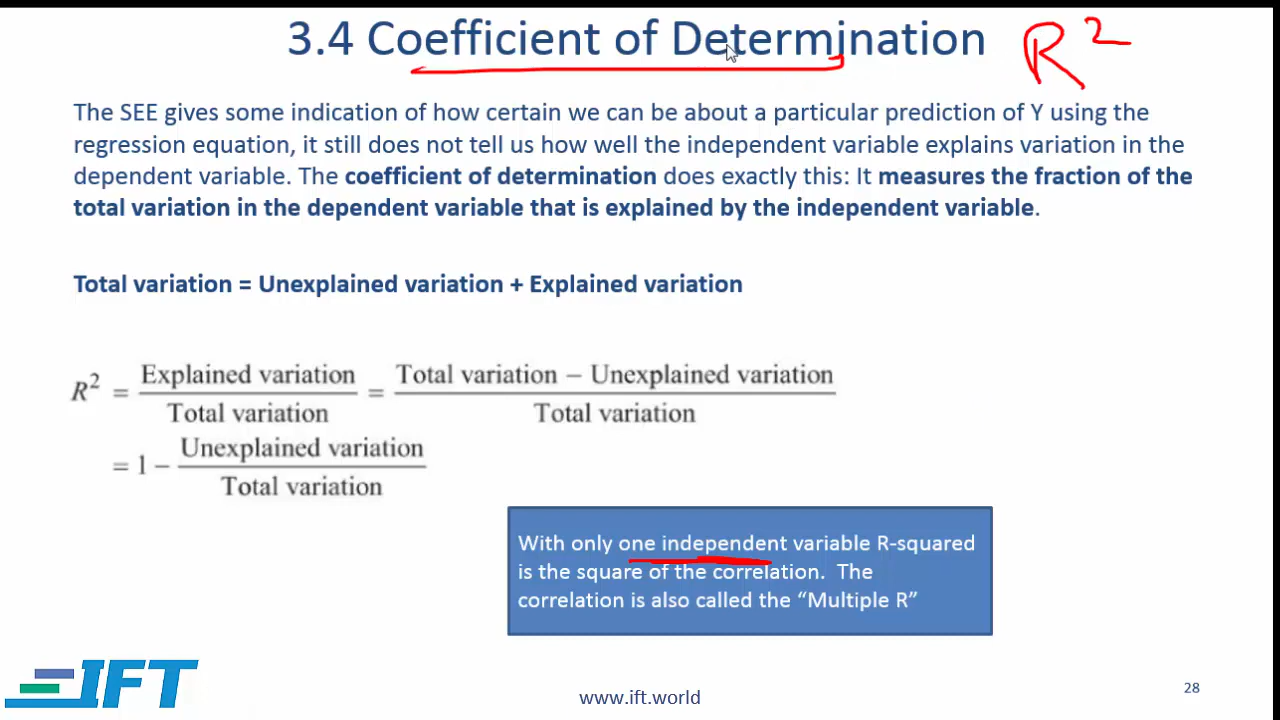 3.4 Coefficient of Determination R²
The SEE gives some indication of how certain we can be about a particular prediction of Y using the
regression equation, it still does not tell us how well the independent variable explains variation in the
dependent variable. The coefficient of determination does exactly this: It measures the fraction of the
total variation in the dependent variable that is explained by the independent variable.
Total variation = Unexplained variation + Explained variation
R² = Explained variation / Total variation = Total variation − Unexplained variation / Total variation
= 1 − Unexplained variation / Total variation
With only one independent variable R-squared
is the square of the correlation. The
correlation is also called the “Multiple R”
IFT
www.ift.world
28